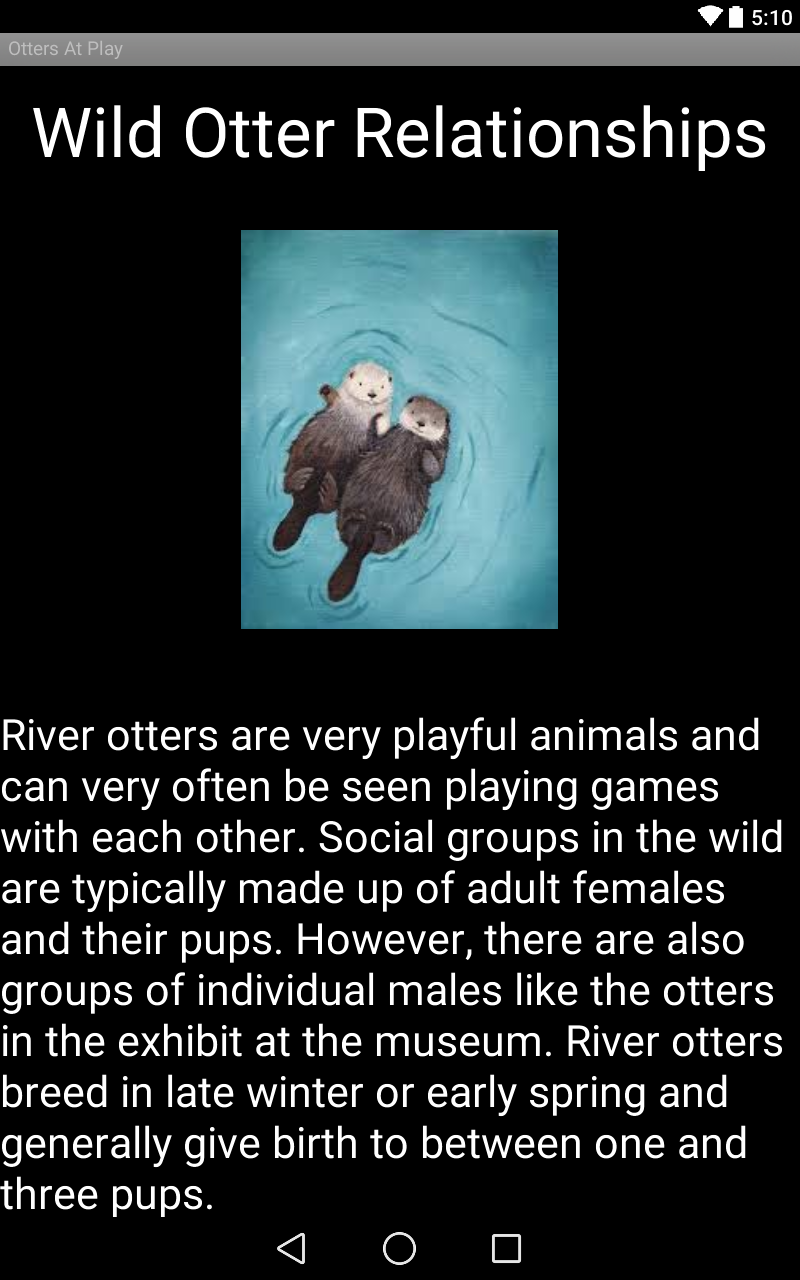 5:10
Otters At Play
Wild Otter Relationships
River otters are very playful animals and
can very often be seen playing games
with each other. Social groups in the wild
are typically made up of adult females
and their pups. However, there are also
groups of individual males like the otters
in the exhibit at the museum. River otters
breed in late winter or early spring and
generally give birth to between one and
three pups.